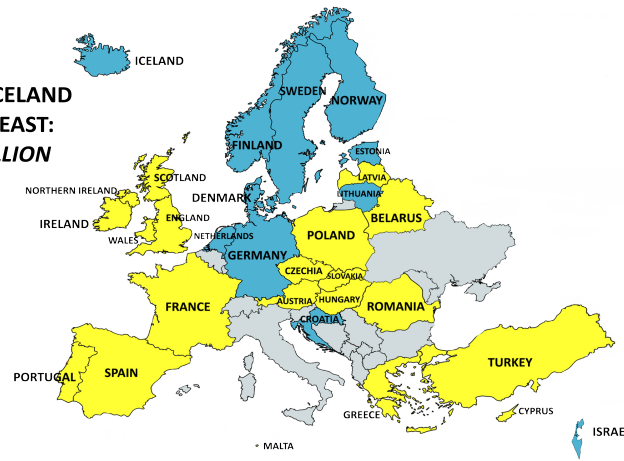 ICELAND
CELAND
EAST:
LLION
SWEDEN
NORWAY
FINLAND
ESTONIA
LATVIA
LITHUANIA
SCOTLAND
NORTHERN IRELAND
DENMARK
IRELAND
ENGLAND
WALES
NETHERLANDS
BELARUS
POLAND
GERMANY
CZECHIA
SLOVAKIA
AUSTRIA
HUNGARY
FRANCE
ROMANIA
CROATIA
PORTUGAL
SPAIN
TURKEY
GREECE
CYPRUS
ISRAE
MALTA